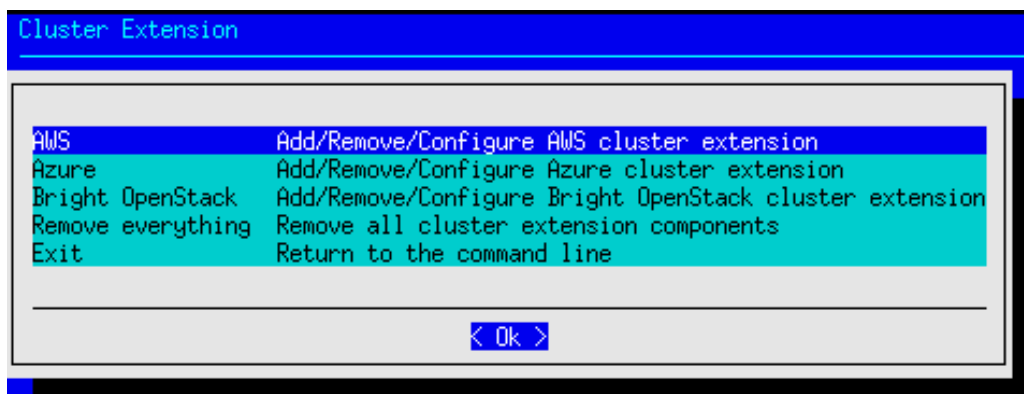 Cluster Extension
AWS Add/Remove/Configure AWS cluster extension
Azure Add/Remove/Configure Azure cluster extension
Bright OpenStack Add/Remove/Configure Bright OpenStack cluster extension
Remove everything Remove all cluster extension components
Exit Return to the command line
< Ok >